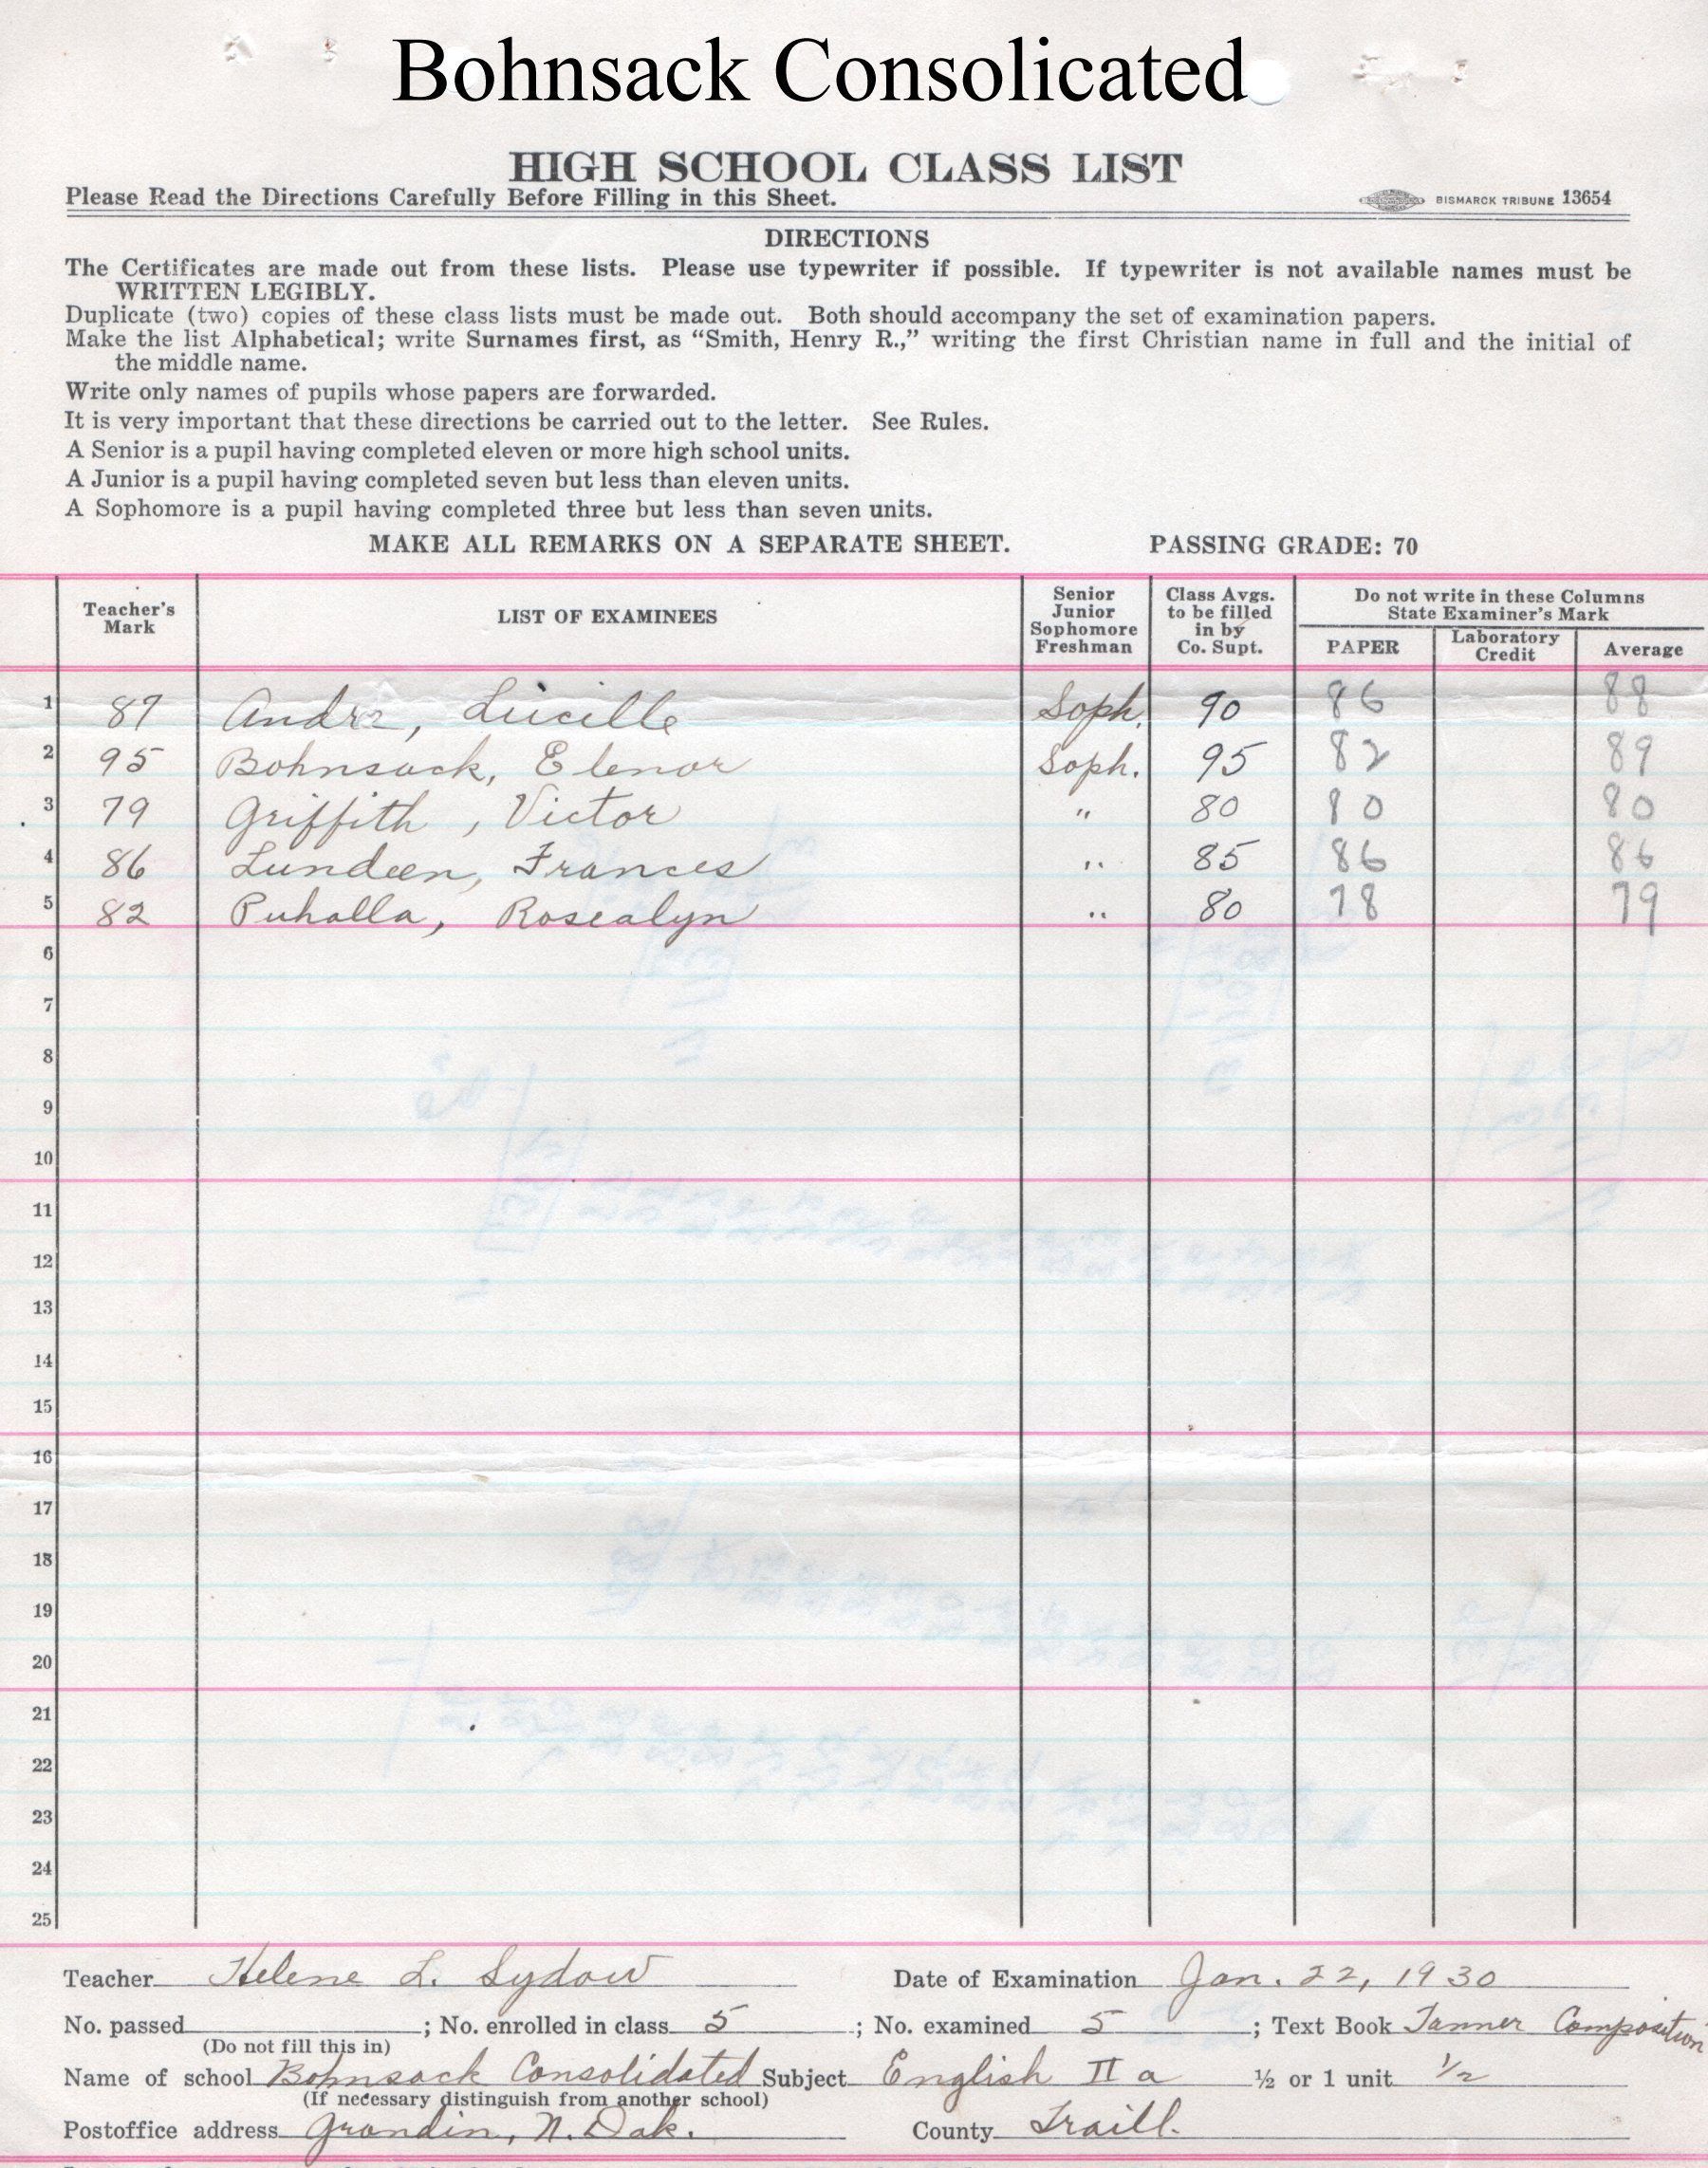 Bohnsack Consolicated
HIGH SCHOOL CLASS LIST
Please Read the Directions Carefully Before Filling in this Sheet. BISMARCK TRIBUNE 13654
DIRECTIONS
The Certificates are made out from these lists. Please use typewriter if possible. If typewriter is not available names must be
WRITTEN LEGIBLY.
Duplicate (two) copies of these class lists must be made out. Both should accompany the set of examination papers.
Make the list Alphabetical; write Surnames first, as “Smith, Henry R.,” writing the first Christian name in full and the initial of
the middle name.
Write only names of pupils whose papers are forwarded.
It is very important that these directions be carried out to the letter. See Rules.
A Senior is a pupil having completed eleven or more high school units.
A Junior is a pupil having completed seven but less than eleven units.
A Sophomore is a pupil having completed three but less than seven units.
MAKE ALL REMARKS ON A SEPARATE SHEET. PASSING GRADE: 70
Teacher's Mark LIST OF EXAMINEES Senior Junior Sophomore Freshman Class Avgs. to be filled in by Co. Supt. Do not write in these Columns State Examiner's Mark PAPER Laboratory Credit Average
1 87 Andre, Lucille Soph. 90 86 88
2 95 Bohnsack, Elenor Soph. 95 82 89
3 79 Griffith, Victor " 80 80 80
4 86 Lundeen, Frances " 85 86 86
5 82 Puhalla, Rosealyn " 80 78 79
6
7
8
9
10
11
12
13
14
15
16
17
18
19
20
21
22
23
24
25
Teacher Helene L. Sydow Date of Examination Jan. 22, 1930
No. passed ; No. enrolled in class 5 ; No. examined 5 ; Text Book Tanner Composition
(Do not fill this in)
Name of school Bohnsack Consolidated Subject English II a ½ or 1 unit ½
(If necessary distinguish from another school)
Postoffice address Grandin, N. Dak. County Traill.